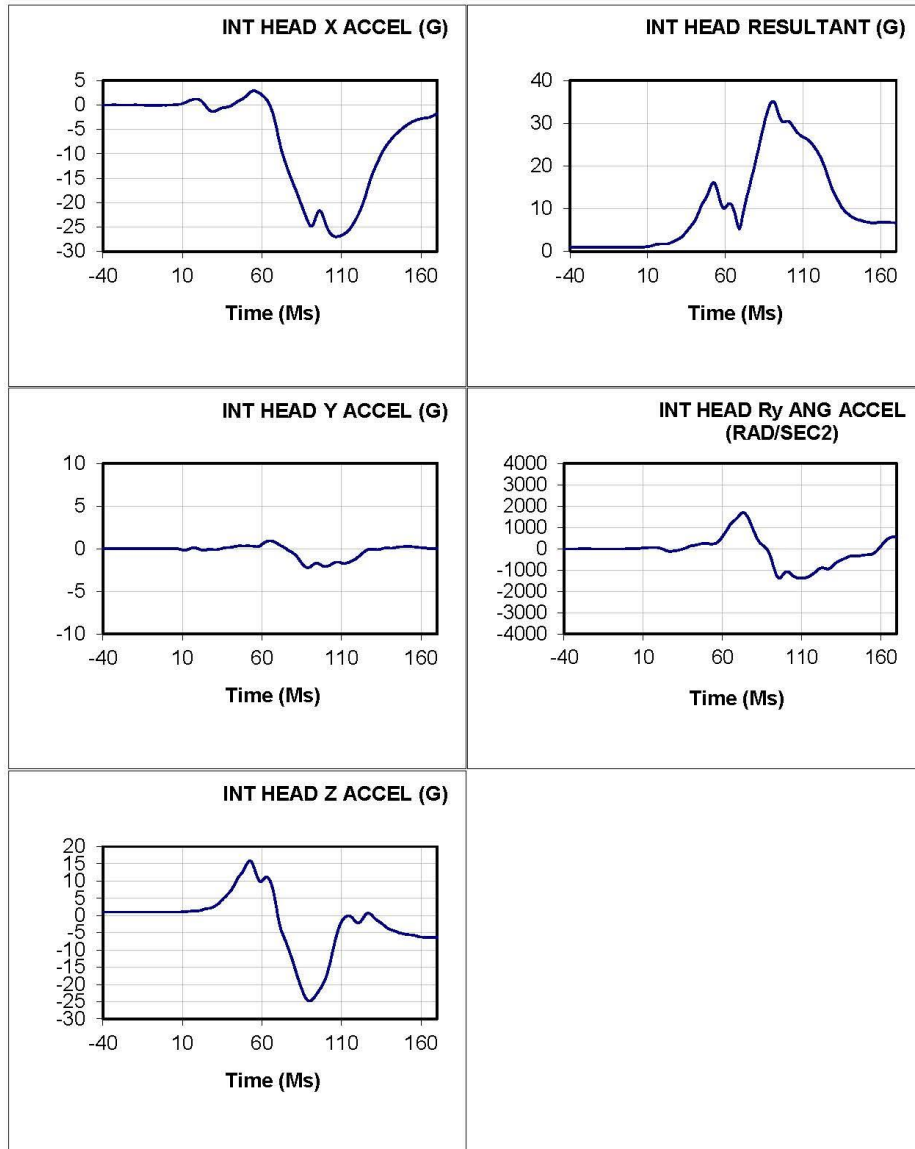 INT HEAD X ACCEL (G)
5
0
-5
-10
-15
-20
-25
-30
-40 10 60 110 160
Time (Ms)
INT HEAD RESULTANT (G)
40
30
20
10
0
-40 10 60 110 160
Time (Ms)
INT HEAD Y ACCEL (G)
10
5
0
-5
-10
-40 10 60 110 160
Time (Ms)
INT HEAD Ry ANG ACCEL
(RAD/SEC2)
4000
3000
2000
1000
0
-1000
-2000
-3000
-4000
-40 10 60 110 160
Time (Ms)
INT HEAD Z ACCEL (G)
20
15
10
5
0
-5
-10
-15
-20
-25
-30
-40 10 60 110 160
Time (Ms)